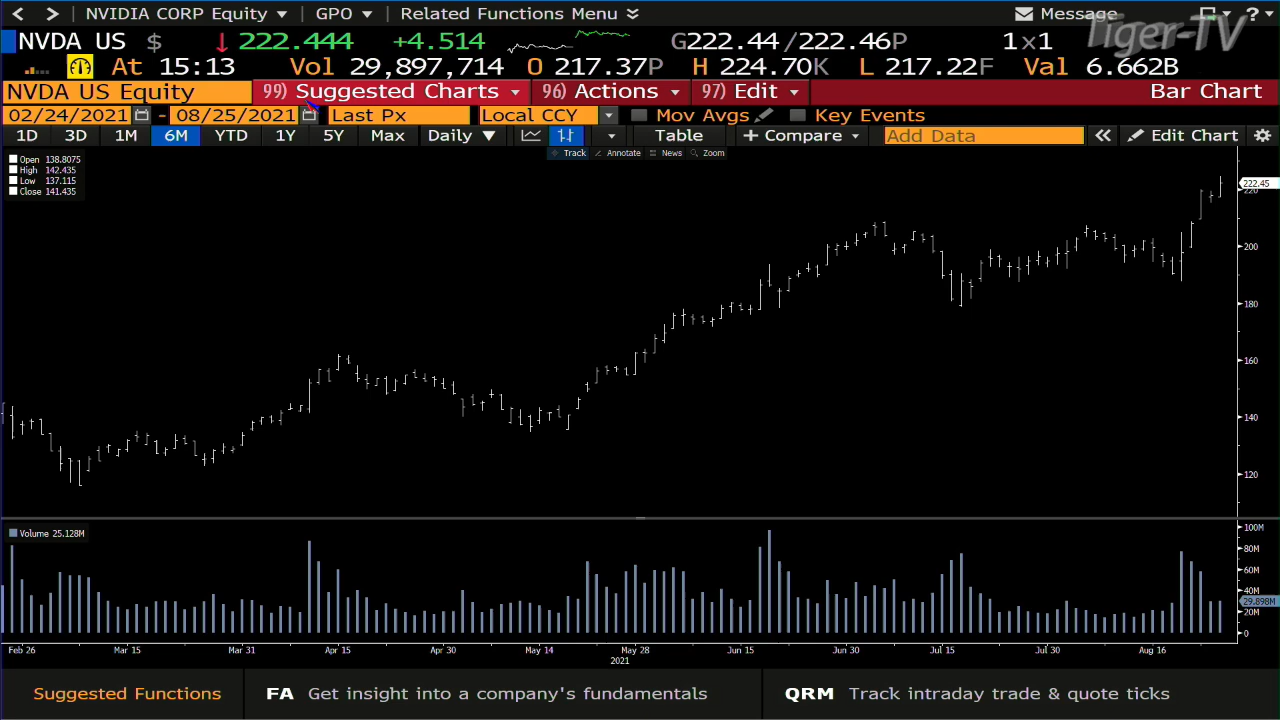 NVIDIA CORP Equity GPO Related Functions Menu Message ?
Tiger-TV
NVDA US $ 222.444 +4.514 G222.44 /222.46P 1x1
At 15:13 Vol 29,897,714 O 217.37P H 224.70K L 217.22F Val 6.662B
NVDA US Equity 99) Suggested Charts 96) Actions 97) Edit Bar Chart
02/24/2021 - 08/25/2021 Last Px Local CCY Mov Avgs Key Events
1D 3D 1M 6M YTD 1Y 5Y Max Daily Table + Compare Add Data Edit Chart
Track Annotate News Zoom
Open 138.8075
High 142.435
Low 137.115
Close 141.435
222.45
220
200
180
160
140
120
Volume 25.128M
100M
80M
60M
40M
29.898M
20M
0
Feb 26 Mar 15 Mar 31 Apr 15 Apr 30 May 14 May 28 Jun 15 Jun 30 Jul 15 Jul 30 Aug 16
2021
Suggested Functions FA Get insight into a company's fundamentals QRM Track intraday trade & quote ticks